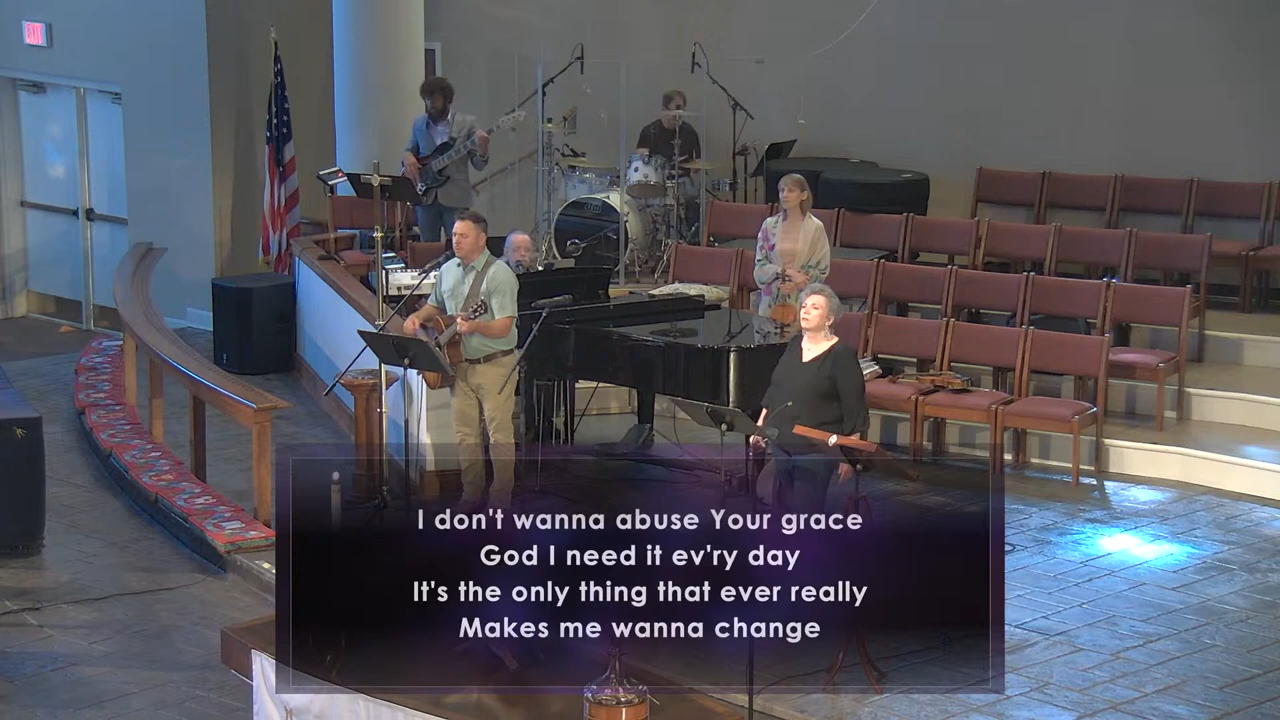 EXIT
I don't wanna abuse Your grace
God I need it ev'ry day
It's the only thing that ever really
Makes me wanna change